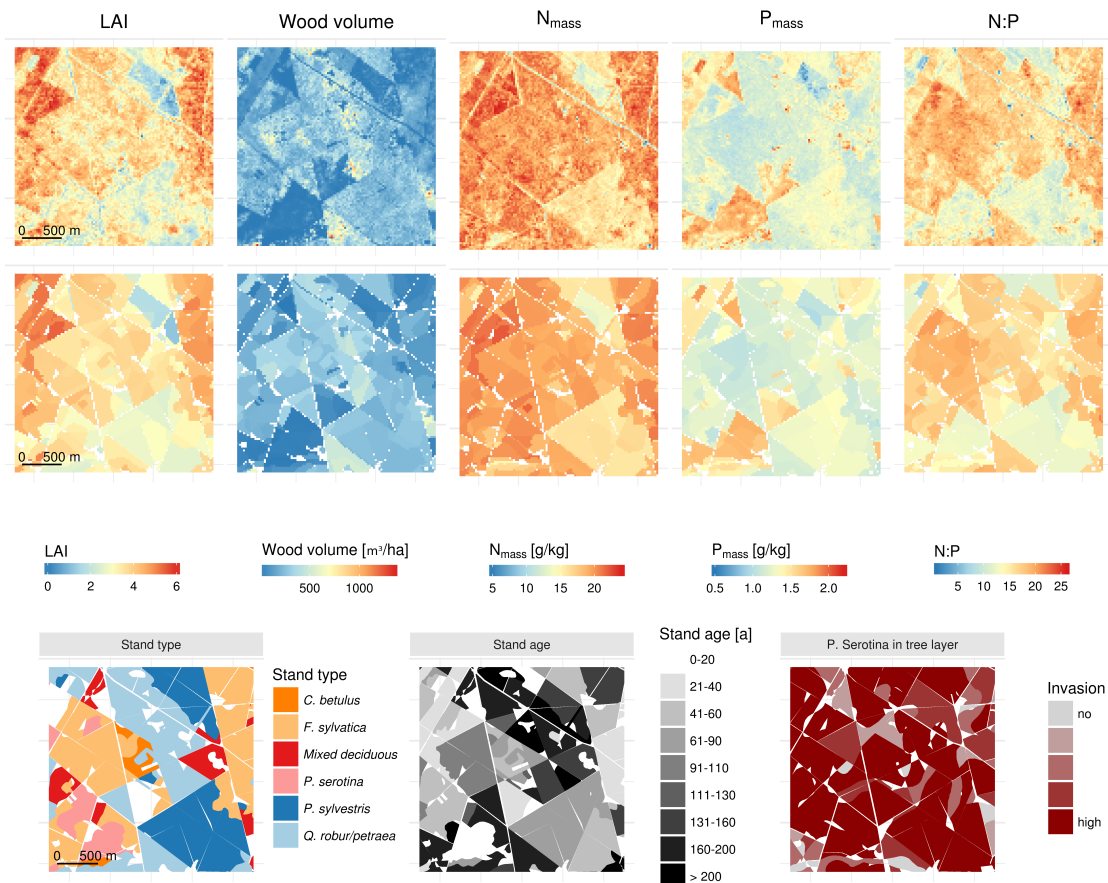 LAI Wood volume Nmass Pmass N:P
0 500 m
0 500 m
LAI Wood volume [m³/ha] Nmass [g/kg] Pmass [g/kg] N:P
0 2 4 6 500 1000 5 10 15 20 0.5 1.0 1.5 2.0 5 10 15 20 25
Stand type Stand age P. Serotina in tree layer
Stand type
C. betulus
F. sylvatica
Mixed deciduous
P. serotina
P. sylvestris
Q. robur/petraea
0 500 m
Stand age [a]
0-20
21-40
41-60
61-90
91-110
111-130
131-160
160-200
> 200
Invasion
no
high